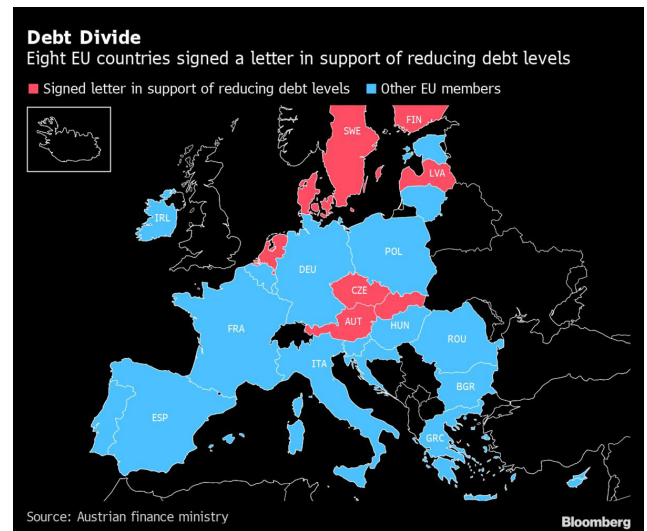 Debt Divide
Eight EU countries signed a letter in support of reducing debt levels
Signed letter in support of reducing debt levels
Other EU members
SWE
FIN
LVA
IRL
POL
DEU
CZE
AUT
HUN
FRA
ROU
ITA
BGR
ESP
GRC
Source: Austrian finance ministry
Bloomberg